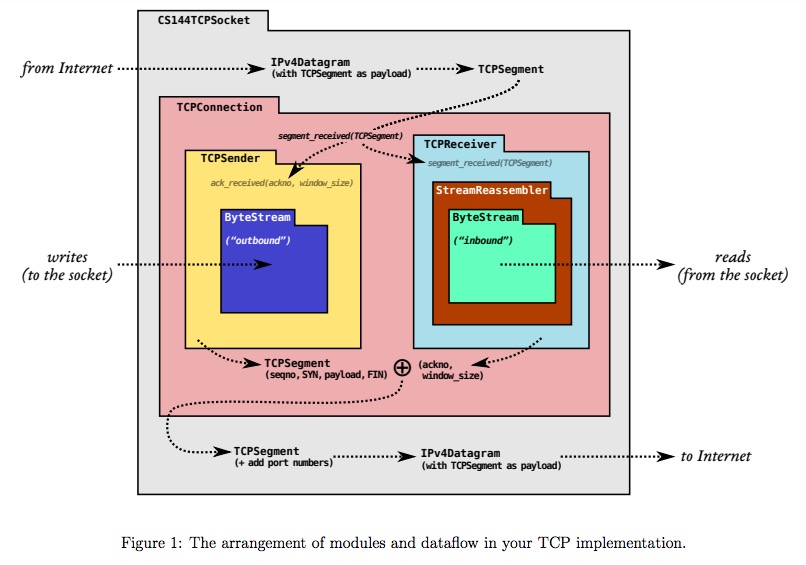 CS144TCPSocket
from Internet
IPv4Datagram
(with TCPSegment as payload)
TCPSegment
TCPConnection
segment_received(TCPSegment)
TCPSender
ack_received(ackno, window_size)
ByteStream
(“outbound”)
TCPReceiver
segment_received(TCPSegment)
StreamReassembler
ByteStream
(“inbound”)
writes
(to the socket)
reads
(from the socket)
TCPSegment
(seqno, SYN, payload, FIN)
(ackno,
window_size)
TCPSegment
(+ add port numbers)
IPv4Datagram
(with TCPSegment as payload)
to Internet
Figure 1: The arrangement of modules and dataflow in your TCP implementation.